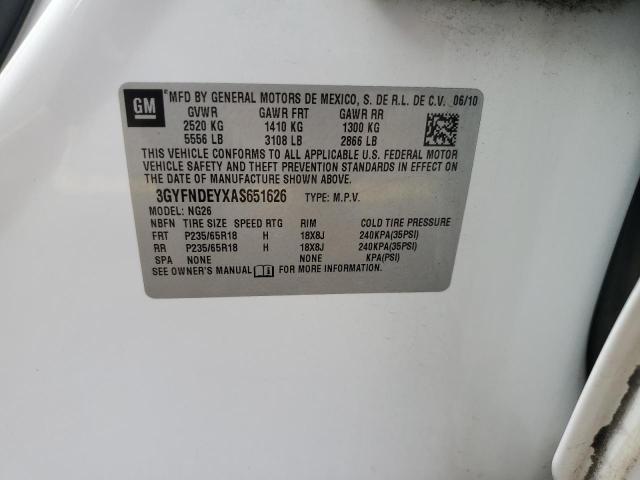 GM
MFD BY GENERAL MOTORS DE MEXICO, S. DE R.L. DE C.V. 06/10
GVWR GAWR FRT GAWR RR
2520 KG 1410 KG 1300 KG
5556 LB 3108 LB 2866 LB
THIS VEHICLE CONFORMS TO ALL APPLICABLE U.S. FEDERAL MOTOR
VEHICLE SAFETY AND THEFT PREVENTION STANDARDS IN EFFECT ON
THE DATE OF MANUFACTURE SHOWN ABOVE.
3GYFNDEYXAS651626 TYPE: M.P.V.
MODEL: NG26
NBFN TIRE SIZE SPEED RTG RIM COLD TIRE PRESSURE
FRT P235/65R18 H 18X8J 240KPA(35PSI)
RR P235/65R18 H 18X8J 240KPA(35PSI)
SPA NONE NONE KPA(PSI)
SEE OWNER'S MANUAL FOR MORE INFORMATION.